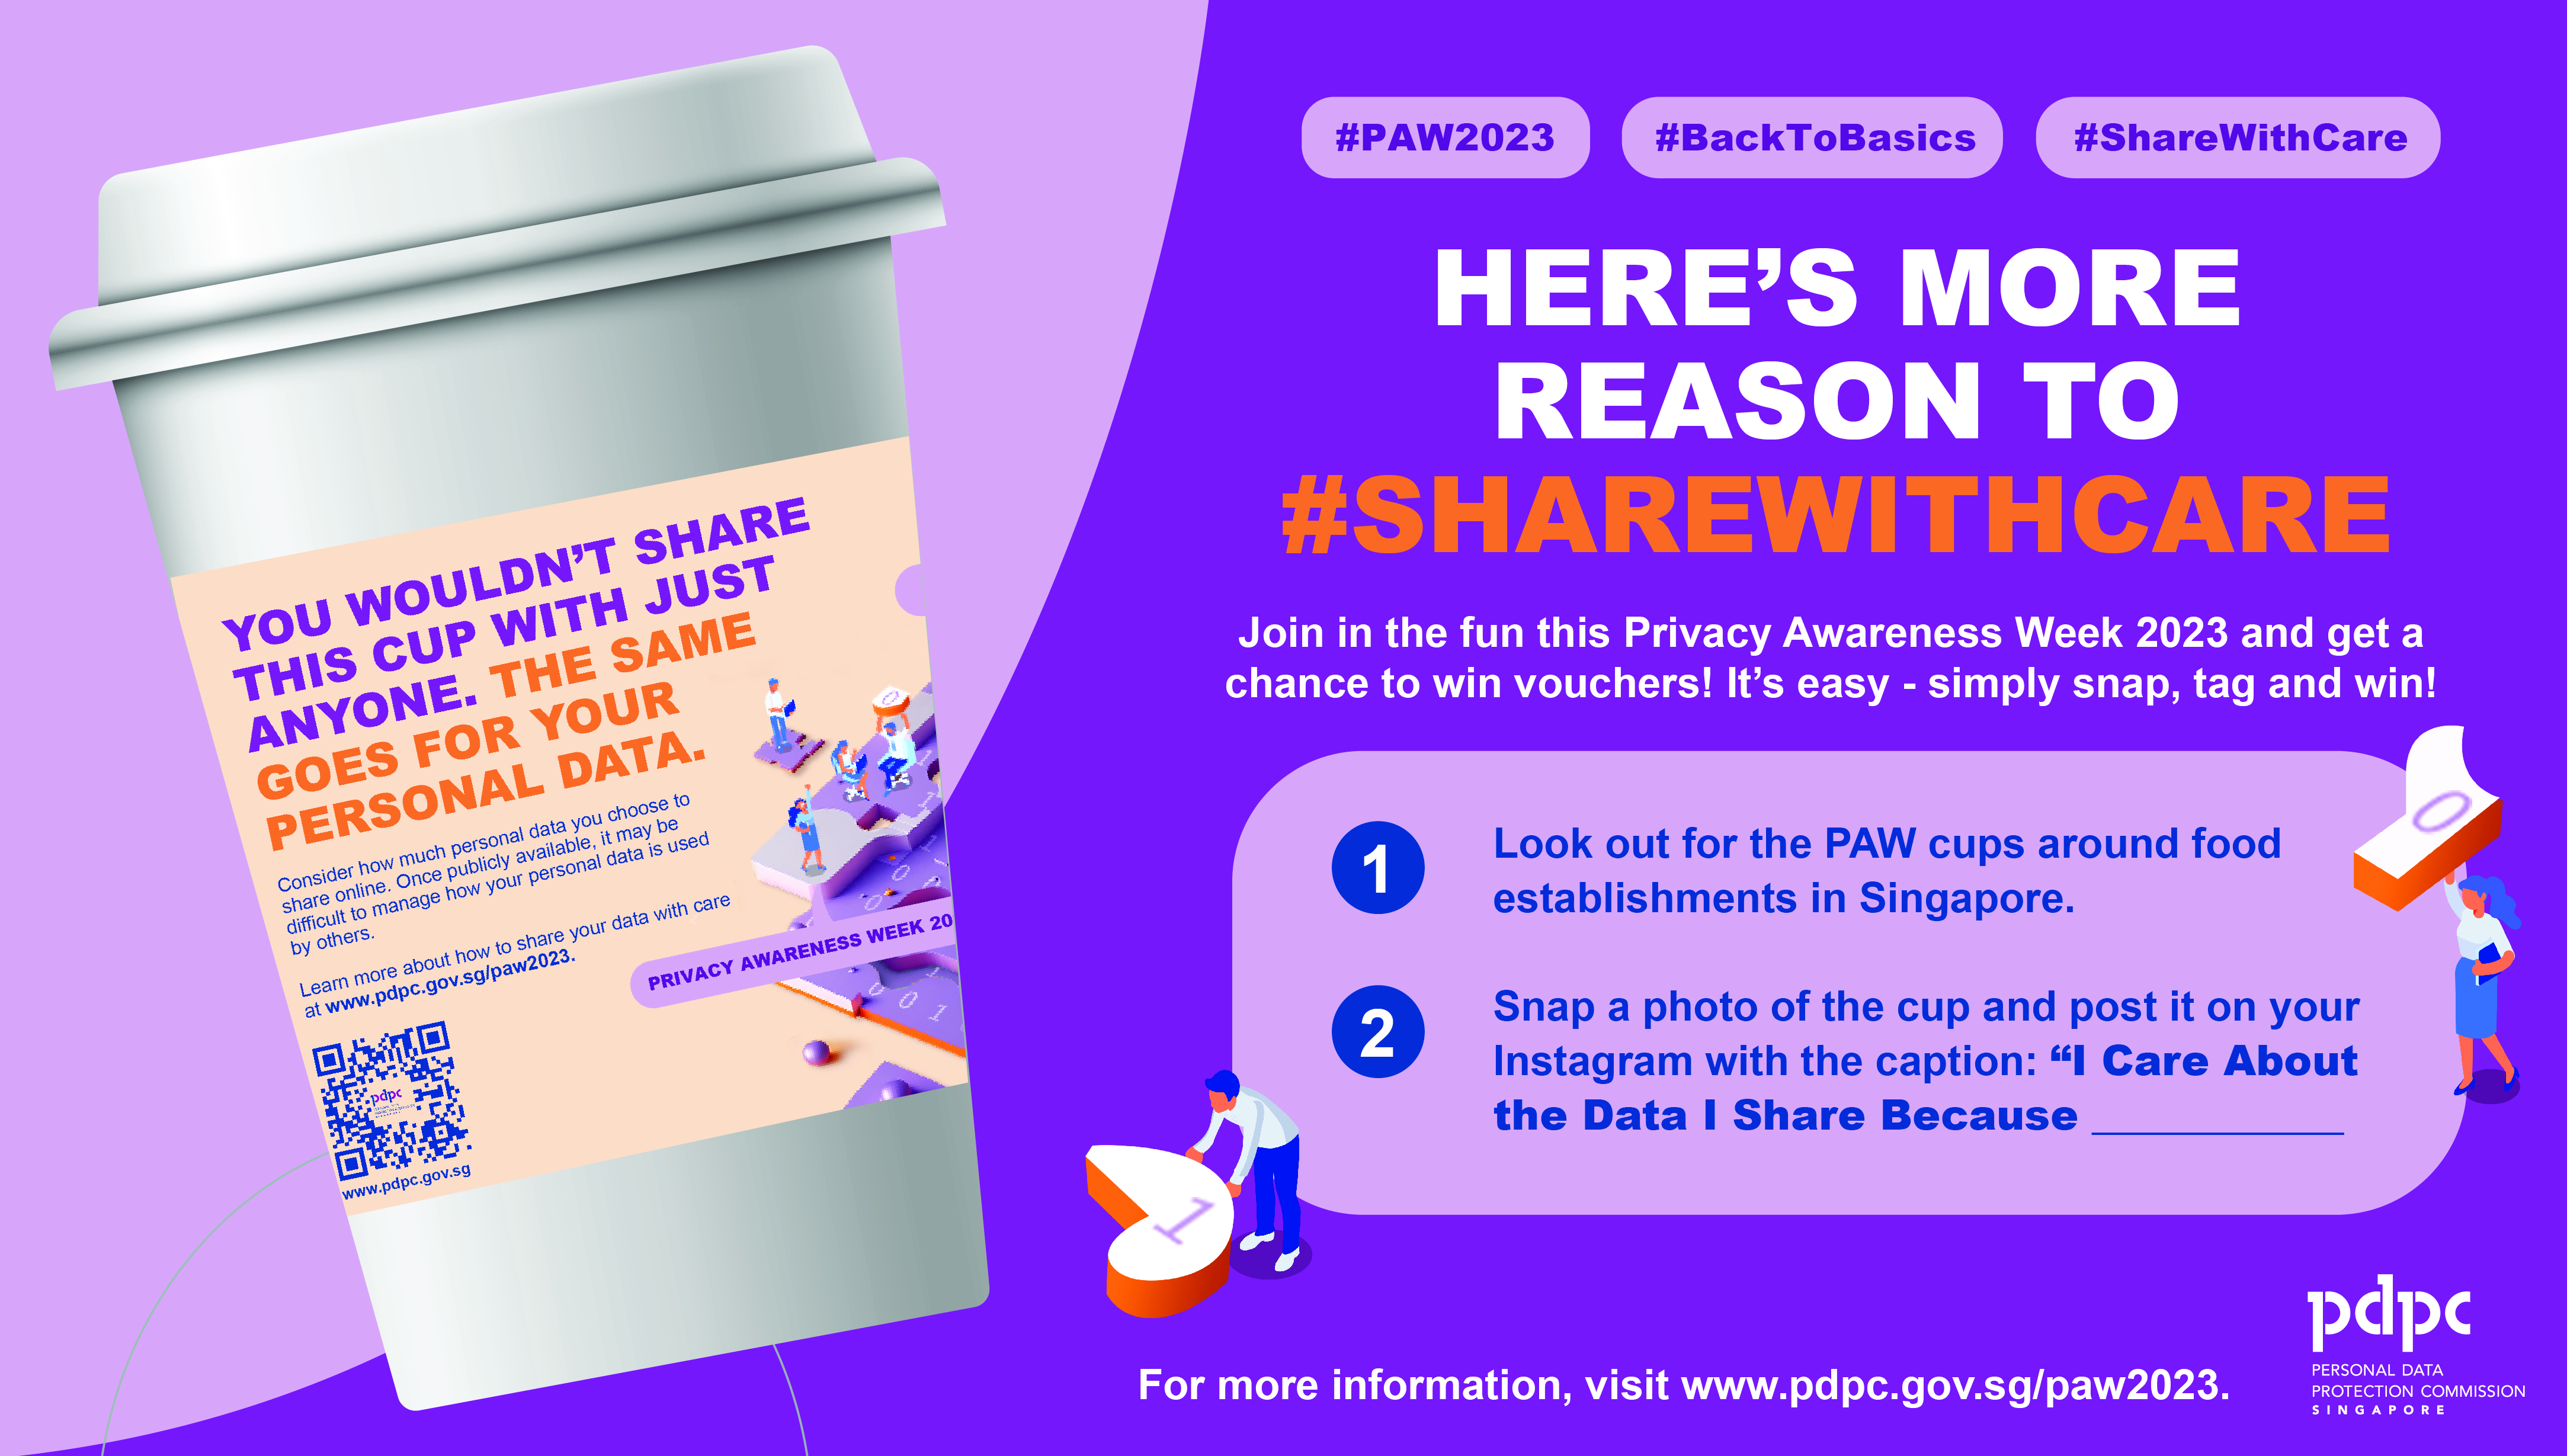 YOU WOULDN'T SHARE
THIS CUP WITH JUST
ANYONE. THE SAME
GOES FOR YOUR
PERSONAL DATA.
Consider how much personal data you choose to
share online. Once publicly available, it may be
difficult to manage how your personal data is used
by others.
Learn more about how to share your data with care
at www.pdpc.gov.sg/paw2023.
PRIVACY AWARENESS WEEK 20
pdpc
www.pdpc.gov.sg
#PAW2023 #BackToBasics #ShareWithCare
HERE'S MORE
REASON TO
#SHAREWITHCARE
Join in the fun this Privacy Awareness Week 2023 and get a
chance to win vouchers! It's easy - simply snap, tag and win!
1 Look out for the PAW cups around food
establishments in Singapore.
2 Snap a photo of the cup and post it on your
Instagram with the caption: “I Care About
the Data I Share Because ___________
0
1
For more information, visit www.pdpc.gov.sg/paw2023.
pdpc
PERSONAL DATA
PROTECTION COMMISSION
SINGAPORE